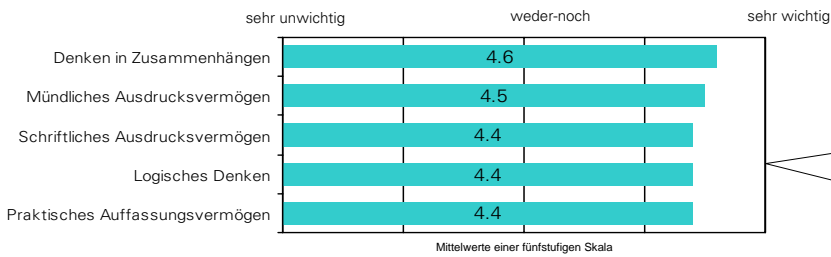 sehr unwichtig weder-noch sehr wichtig
Denken in Zusammenhängen 4.6
Mündliches Ausdrucksvermögen 4.5
Schriftliches Ausdrucksvermögen 4.4
Logisches Denken 4.4
Praktisches Auffassungsvermögen 4.4
Mittelwerte einer fünfstufigen Skala